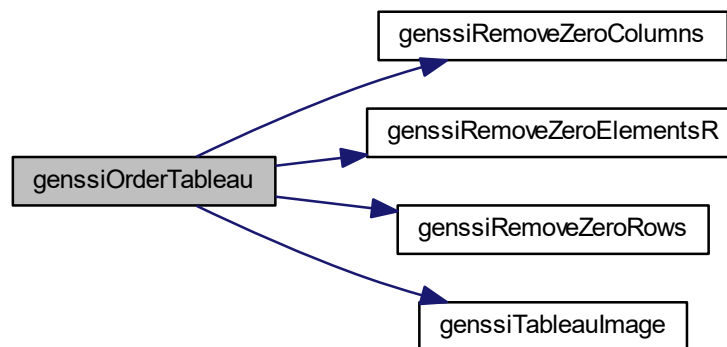 genssiRemoveZeroColumns
genssiRemoveZeroElementsR
genssiOrderTableau
genssiRemoveZeroRows
genssiTableauImage